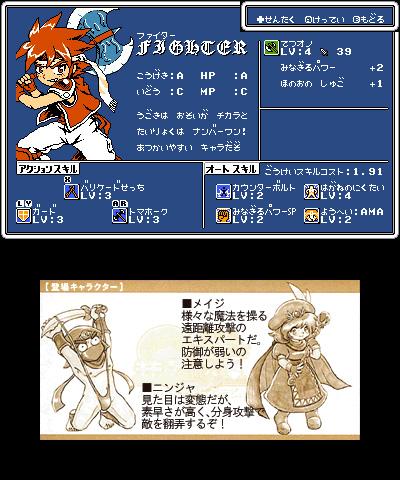 ✚せんたく Ⓐけってい Ⓑもどる
ファイター
FIGHTER
こうげき:A HP :A
いどう :C MP :C
うごきは おそいが チカラと
たいりょくは ナンバーワン!
あつかいやすい キャラだぞ
てつオノ
LV:4 39
みなぎるパワー +2
ほのおの しゅご +1
アクションスキル
X
バリケードせっち
LV:3
LY
ガード
LV:3
AR
トマホーク
LV:3
オートスキル
ごうけいスキルコスト:1.91
カウンターボルト
LV:2
はがねのにくたい
LV:4
みなぎるパワーSP
LV:2
ようへい:AMA
LV:2
【登場キャラクター】
■メイジ
様々な魔法を操る
遠距離攻撃の
エキスパートだ。
防御が弱いの
注意しよう!
■ニンジャ
見た目は変態だが、
素早さが高く、分身攻撃で
敵を翻弄するぞ!